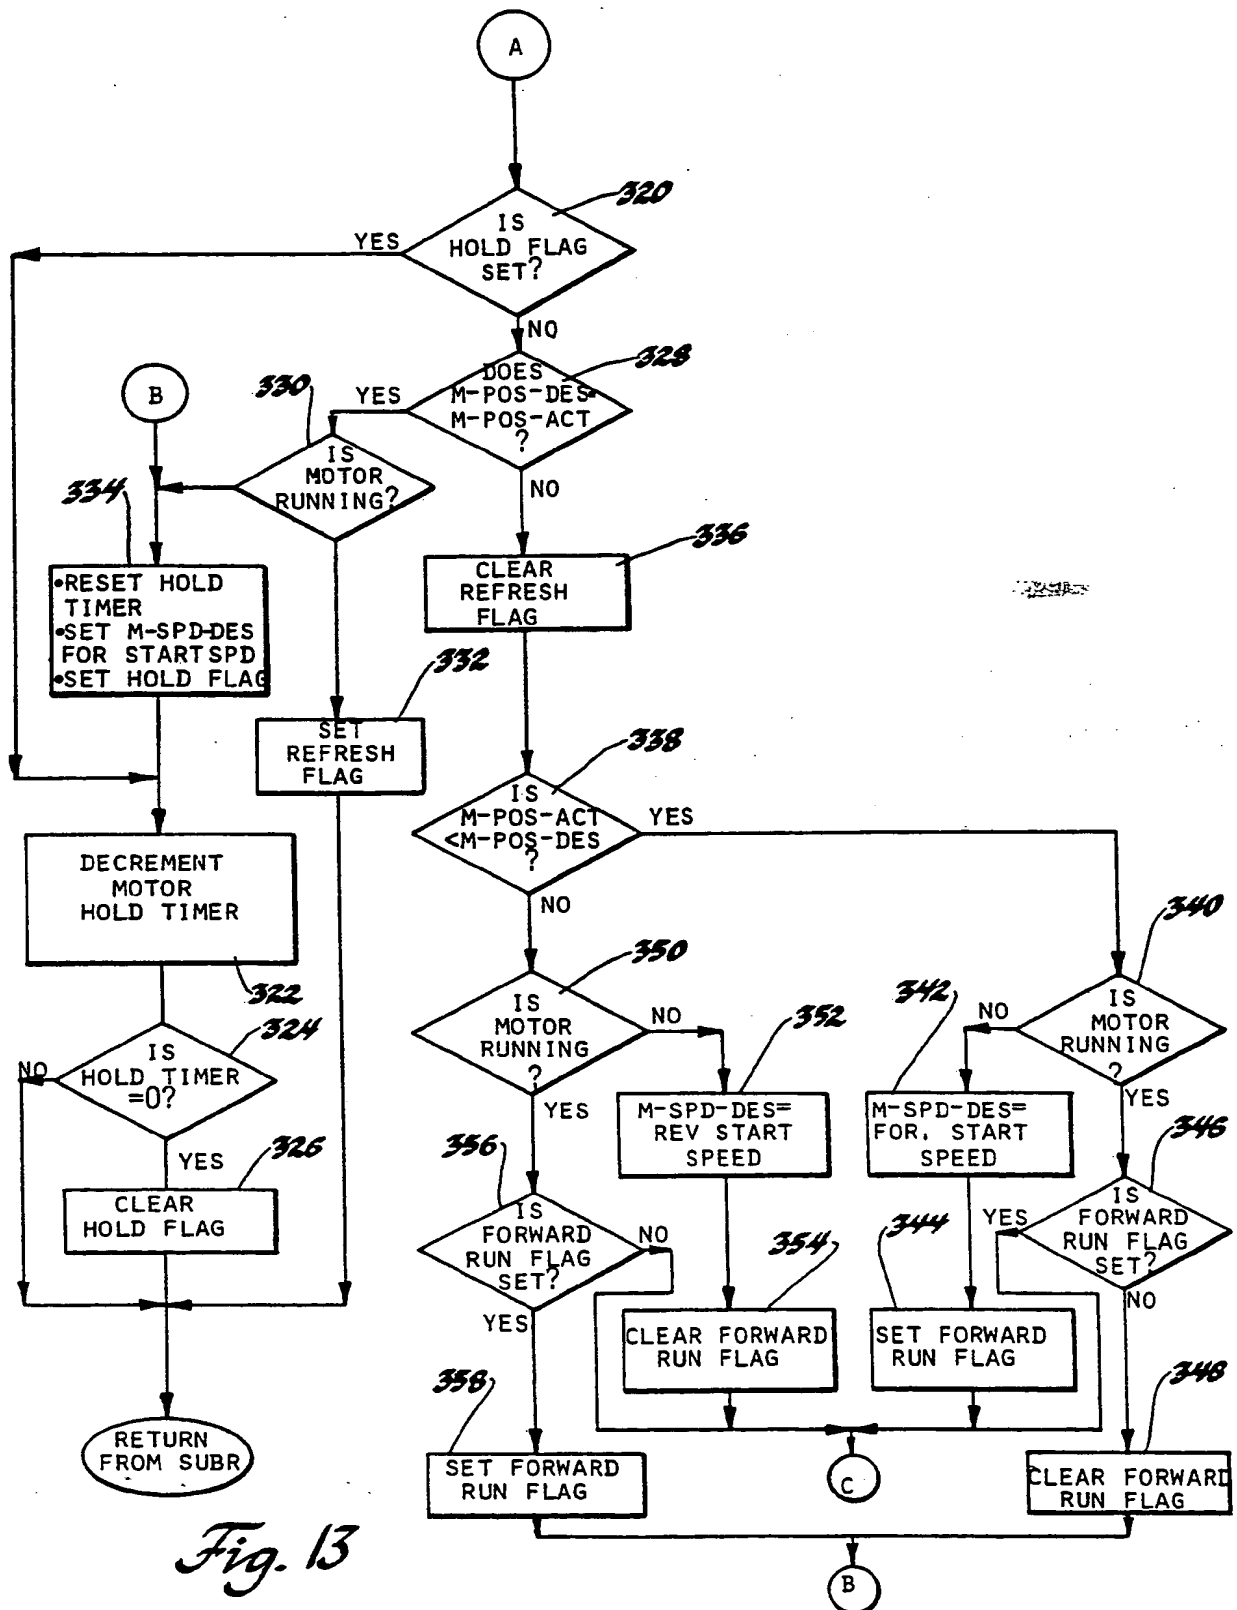 A
320
IS
HOLD FLAG
SET?
YES
NO
328
DOES
M-POS-DES=
M-POS-ACT
?
YES
NO
330
IS
MOTOR
RUNNING?
B
334
•RESET HOLD
TIMER
•SET M-SPD-DES
FOR START SPD
•SET HOLD FLAG
336
CLEAR
REFRESH
FLAG
332
SET
REFRESH
FLAG
338
IS
M-POS-ACT
<M-POS-DES
?
YES
NO
DECREMENT
MOTOR
HOLD TIMER
322
324
IS
HOLD TIMER
=0?
NO
YES
326
CLEAR
HOLD FLAG
RETURN
FROM SUBR
350
IS
MOTOR
RUNNING
?
NO
YES
352
M-SPD-DES=
REV START
SPEED
342
M-SPD-DES=
FOR. START
SPEED
340
IS
MOTOR
RUNNING
?
NO
YES
356
IS
FORWARD
RUN FLAG
SET?
NO
YES
354
CLEAR FORWARD
RUN FLAG
344
SET FORWARD
RUN FLAG
346
IS
FORWARD
RUN FLAG
SET?
YES
NO
358
SET FORWARD
RUN FLAG
C
348
CLEAR FORWARD
RUN FLAG
B
Fig. 13